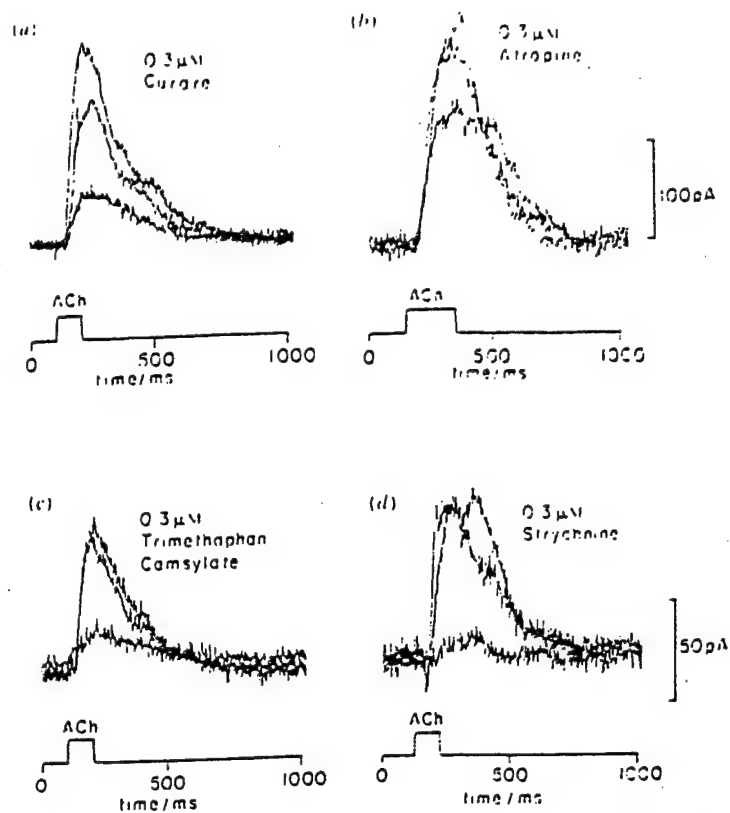 (a)
0.3 µM
Curare
(b)
0.3 µM
Atropine
100pA
ACh
0
500
1000
time/ms
ACh
0
500
1000
time/ms
(c)
0.3 µM
Trimethaphan
Camsylate
(d)
0.3 µM
Strychnine
50pA
ACh
0
500
1000
time/ms
ACh
0
500
1000
time/ms